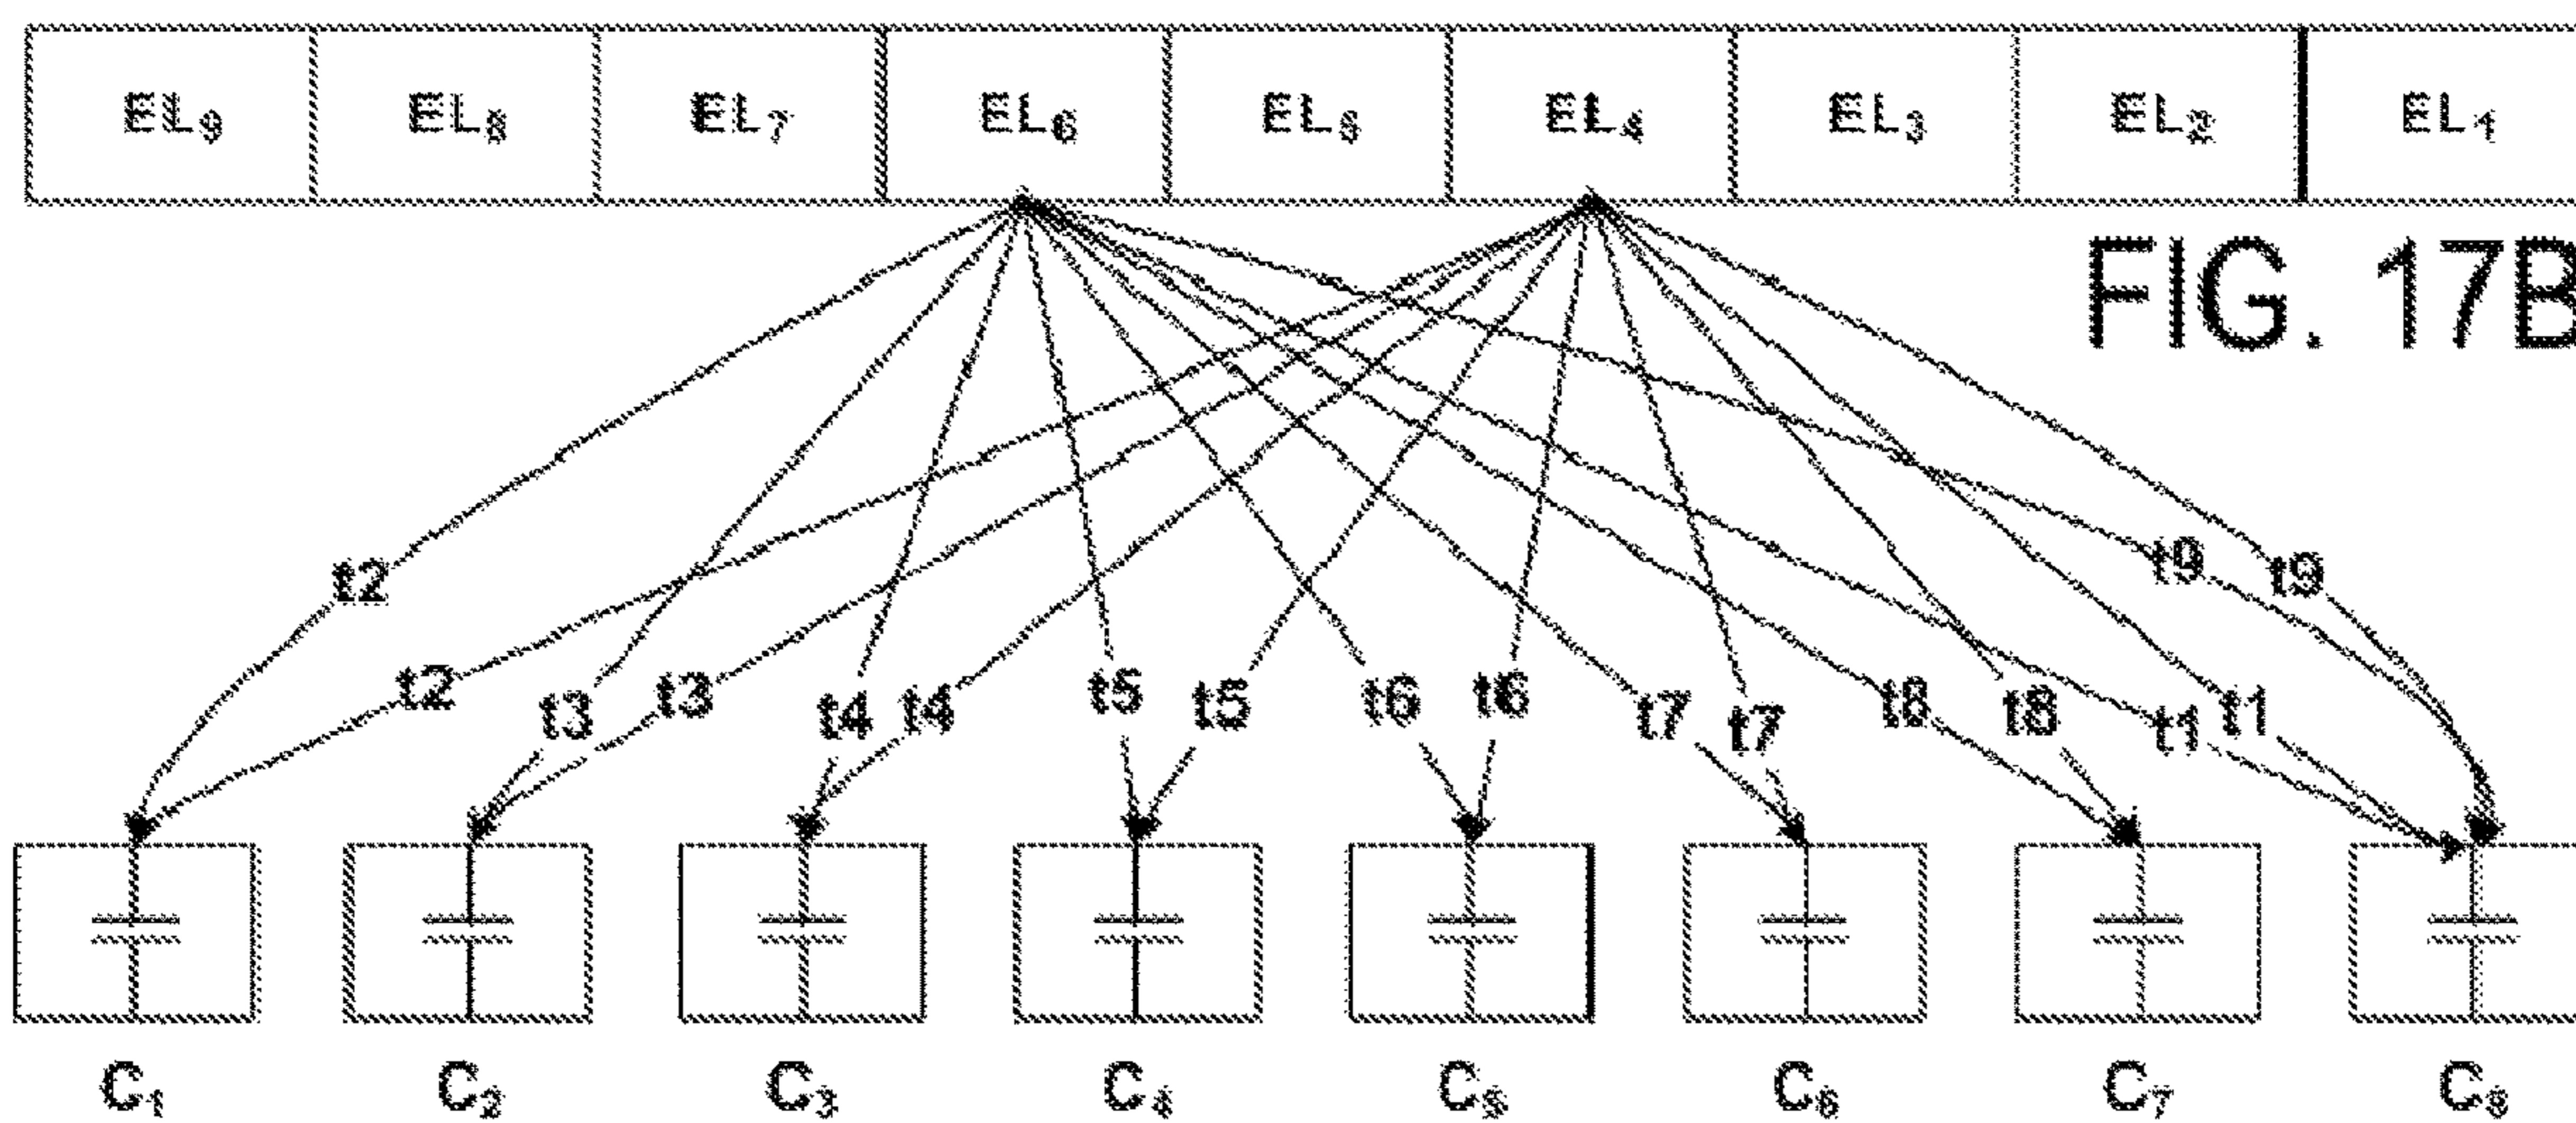 EL₉ EL₈ EL₇ EL₆ EL₅ EL₄ EL₃ EL₂ EL₁
FIG. 17B
t2 t9 t9
t2 t3 t3 t4 t4 t5 t5 t6 t6 t7 t7 t8 t8 t1 t1
C₁ C₂ C₃ C₄ C₅ C₆ C₇ C₈